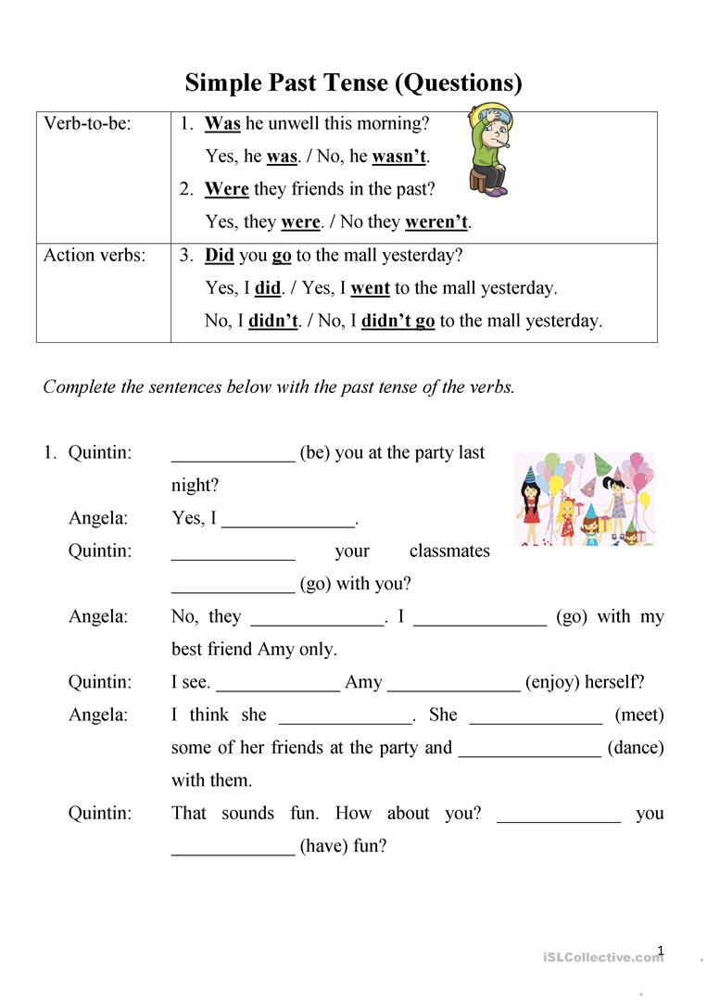 Simple Past Tense (Questions)
Verb-to-be:
1. Was he unwell this morning?
Yes, he was. / No, he wasn't.
2. Were they friends in the past?
Yes, they were. / No they weren't.
Action verbs:
3. Did you go to the mall yesterday?
Yes, I did. / Yes, I went to the mall yesterday.
No, I didn't. / No, I didn't go to the mall yesterday.
Complete the sentences below with the past tense of the verbs.
1. Quintin: _____________ (be) you at the party last
night?
Angela: Yes, I ______________.
Quintin: _____________ your classmates
_____________ (go) with you?
Angela: No, they ______________. I ______________ (go) with my
best friend Amy only.
Quintin: I see. _____________ Amy ______________ (enjoy) herself?
Angela: I think she ______________. She ______________ (meet)
some of her friends at the party and _______________ (dance)
with them.
Quintin: That sounds fun. How about you? _____________ you
_____________ (have) fun?
1
iSLCollective.com